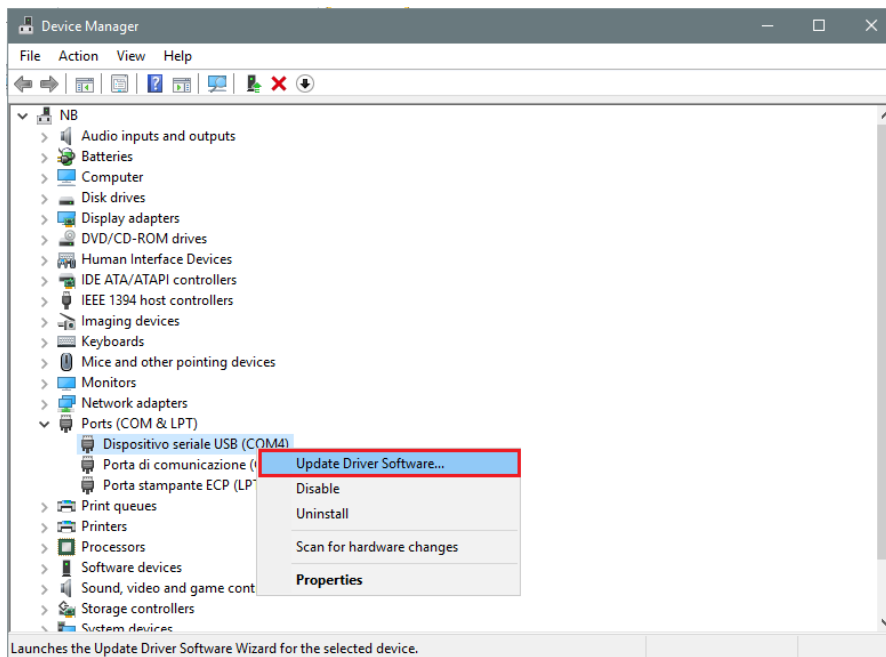 Device Manager
File Action View Help
NB
Audio inputs and outputs
Batteries
Computer
Disk drives
Display adapters
DVD/CD-ROM drives
Human Interface Devices
IDE ATA/ATAPI controllers
IEEE 1394 host controllers
Imaging devices
Keyboards
Mice and other pointing devices
Monitors
Network adapters
Ports (COM & LPT)
Dispositivo seriale USB (COM4)
Porta di comunicazione (
Porta stampante ECP (LPT
Update Driver Software...
Disable
Uninstall
Scan for hardware changes
Properties
Print queues
Printers
Processors
Software devices
Sound, video and game cont
Storage controllers
System devices
Launches the Update Driver Software Wizard for the selected device.